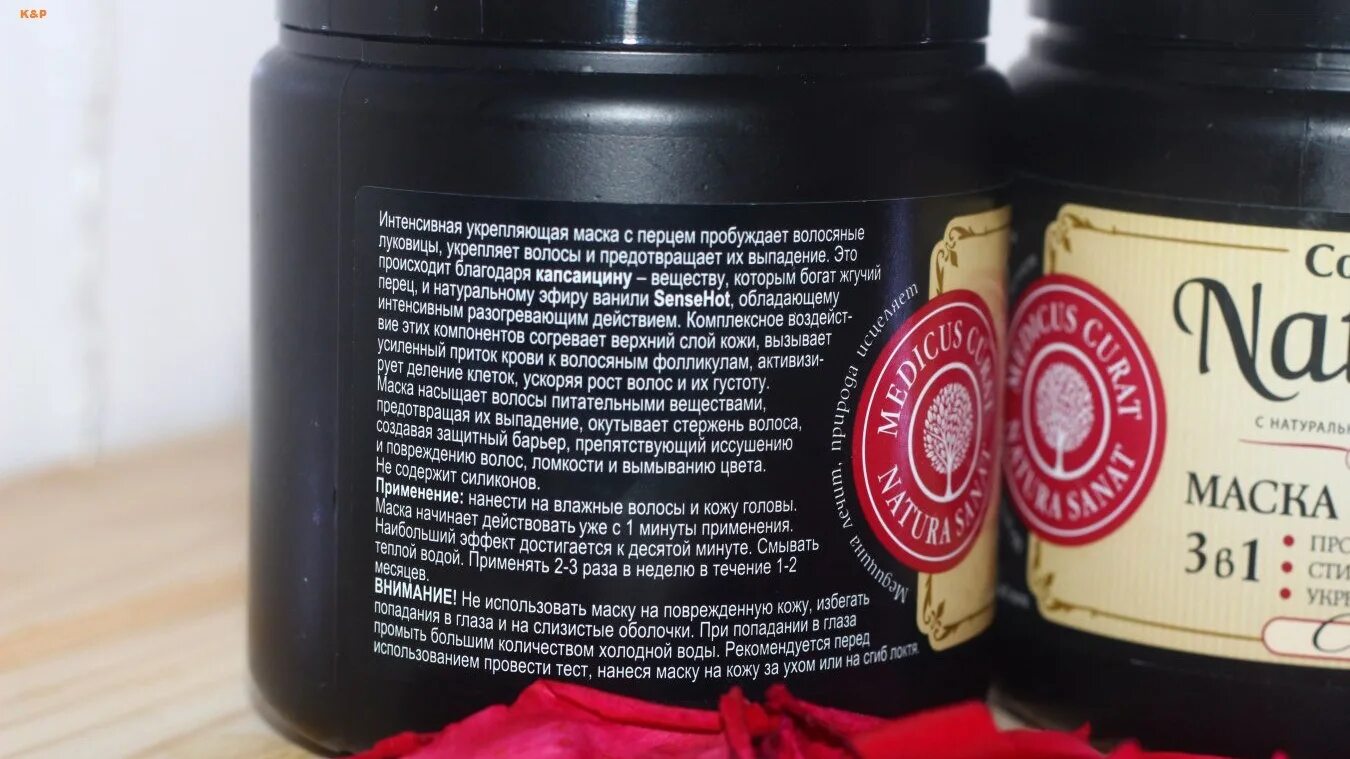 K&P
Интенсивная укрепляющая маска с перцем пробуждает волосяные
луковицы, укрепляет волосы и предотвращает их выпадение. Это
происходит благодаря капсаицину – веществу, которым богат жгучий
перец, и натуральному эфиру ванили SenseHot, обладающему
интенсивным разогревающим действием. Комплексное воздейст-
вие этих компонентов согревает верхний слой кожи, вызывает
усиленный приток крови к волосяным фолликулам, активизи-
рует деление клеток, ускоряя рост волос и их густоту.
Маска насыщает волосы питательными веществами,
предотвращая их выпадение, окутывает стержень волоса,
создавая защитный барьер, препятствующий иссушению
и повреждению волос, ломкости и вымыванию цвета.
Не содержит силиконов.
Применение: нанести на влажные волосы и кожу головы.
Маска начинает действовать уже с 1 минуты применения.
Наибольший эффект достигается к десятой минуте. Смывать
теплой водой. Применять 2-3 раза в неделю в течение 1-2
месяцев.
ВНИМАНИЕ! Не использовать маску на поврежденную кожу, избегать
попадания в глаза и на слизистые оболочки. При попадании в глаза
промыть большим количеством холодной воды. Рекомендуется перед
использованием провести тест, нанеся маску на кожу за ухом или на сгиб локтя.
Медицина лечит, природа исцеляет
MEDICUS CURAT
NATURA SANAT
MEDICUS CURAT
NATURA SANAT
Co
Nat
С НАТУРАЛЬ
МАСКА
3в1
• ПРО
• СТИ
• УКРЕ